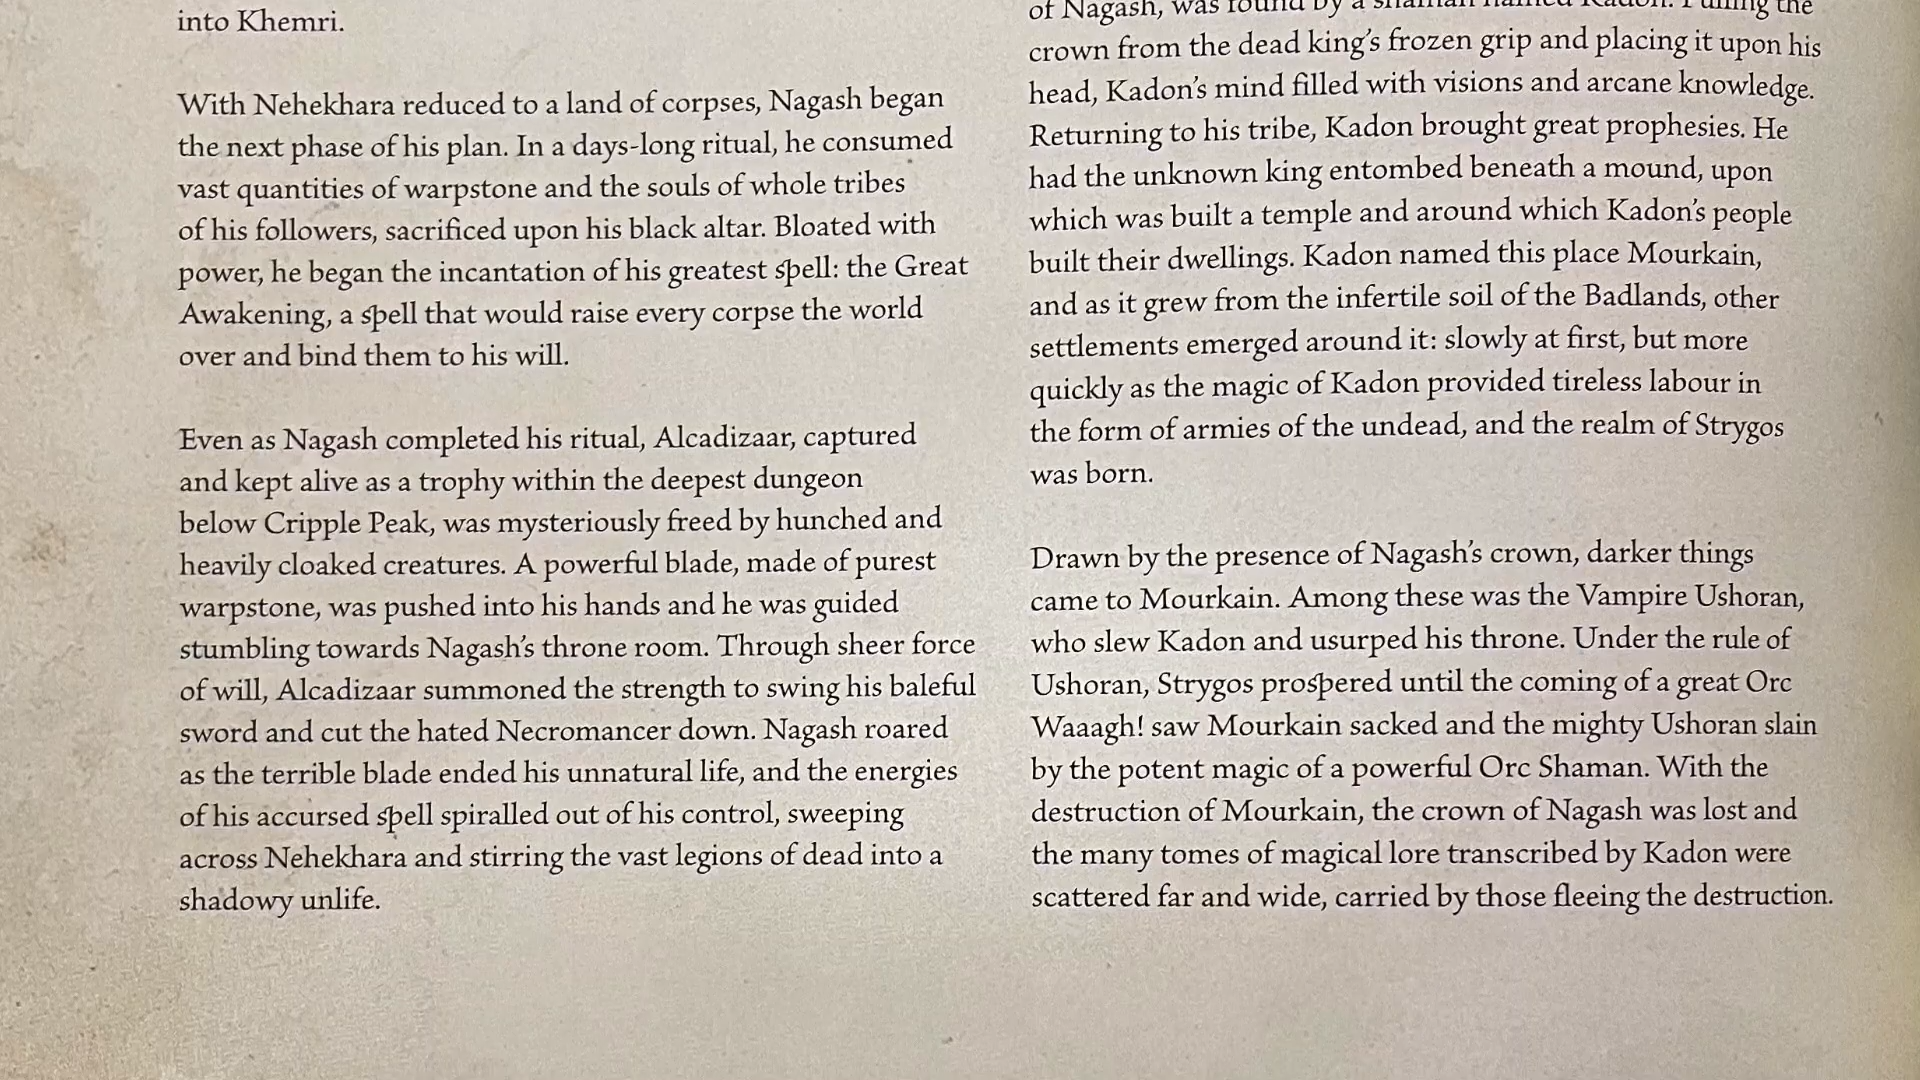 into Khemri.
With Nehekhara reduced to a land of corpses, Nagash began
the next phase of his plan. In a days-long ritual, he consumed
vast quantities of warpstone and the souls of whole tribes
of his followers, sacrificed upon his black altar. Bloated with
power, he began the incantation of his greatest spell: the Great
Awakening, a spell that would raise every corpse the world
over and bind them to his will.
Even as Nagash completed his ritual, Alcadizaar, captured
and kept alive as a trophy within the deepest dungeon
below Cripple Peak, was mysteriously freed by hunched and
heavily cloaked creatures. A powerful blade, made of purest
warpstone, was pushed into his hands and he was guided
stumbling towards Nagash's throne room. Through sheer force
of will, Alcadizaar summoned the strength to swing his baleful
sword and cut the hated Necromancer down. Nagash roared
as the terrible blade ended his unnatural life, and the energies
of his accursed spell spiralled out of his control, sweeping
across Nehekhara and stirring the vast legions of dead into a
shadowy unlife.
of Nagash, was found by a shaman named Kadon. Pulling the
crown from the dead king's frozen grip and placing it upon his
head, Kadon's mind filled with visions and arcane knowledge.
Returning to his tribe, Kadon brought great prophesies. He
had the unknown king entombed beneath a mound, upon
which was built a temple and around which Kadon's people
built their dwellings. Kadon named this place Mourkain,
and as it grew from the infertile soil of the Badlands, other
settlements emerged around it: slowly at first, but more
quickly as the magic of Kadon provided tireless labour in
the form of armies of the undead, and the realm of Strygos
was born.
Drawn by the presence of Nagash's crown, darker things
came to Mourkain. Among these was the Vampire Ushoran,
who slew Kadon and usurped his throne. Under the rule of
Ushoran, Strygos prospered until the coming of a great Orc
Waaagh! saw Mourkain sacked and the mighty Ushoran slain
by the potent magic of a powerful Orc Shaman. With the
destruction of Mourkain, the crown of Nagash was lost and
the many tomes of magical lore transcribed by Kadon were
scattered far and wide, carried by those fleeing the destruction.